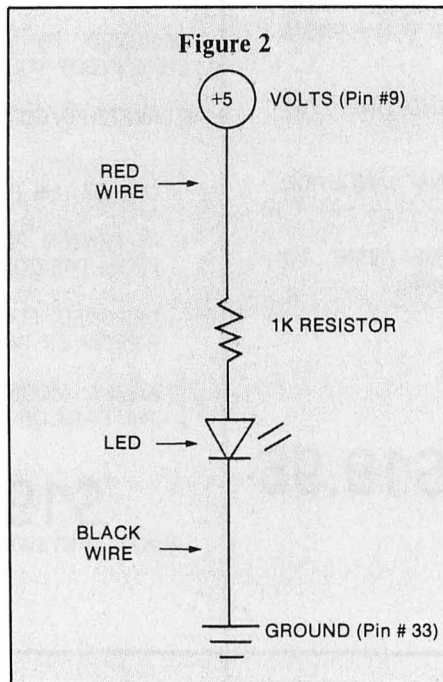 Figure 2
+5 VOLTS (Pin #9)
RED
WIRE
1K RESISTOR
LED
BLACK
WIRE
GROUND (Pin # 33)